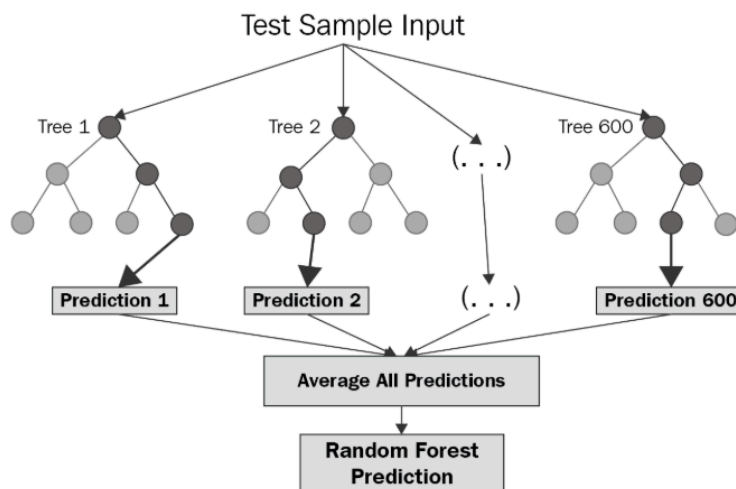 Test Sample Input
Tree 1
Tree 2
(. . .)
Tree 600
Prediction 1
Prediction 2
(. . .)
Prediction 600
Average All Predictions
Random Forest
Prediction